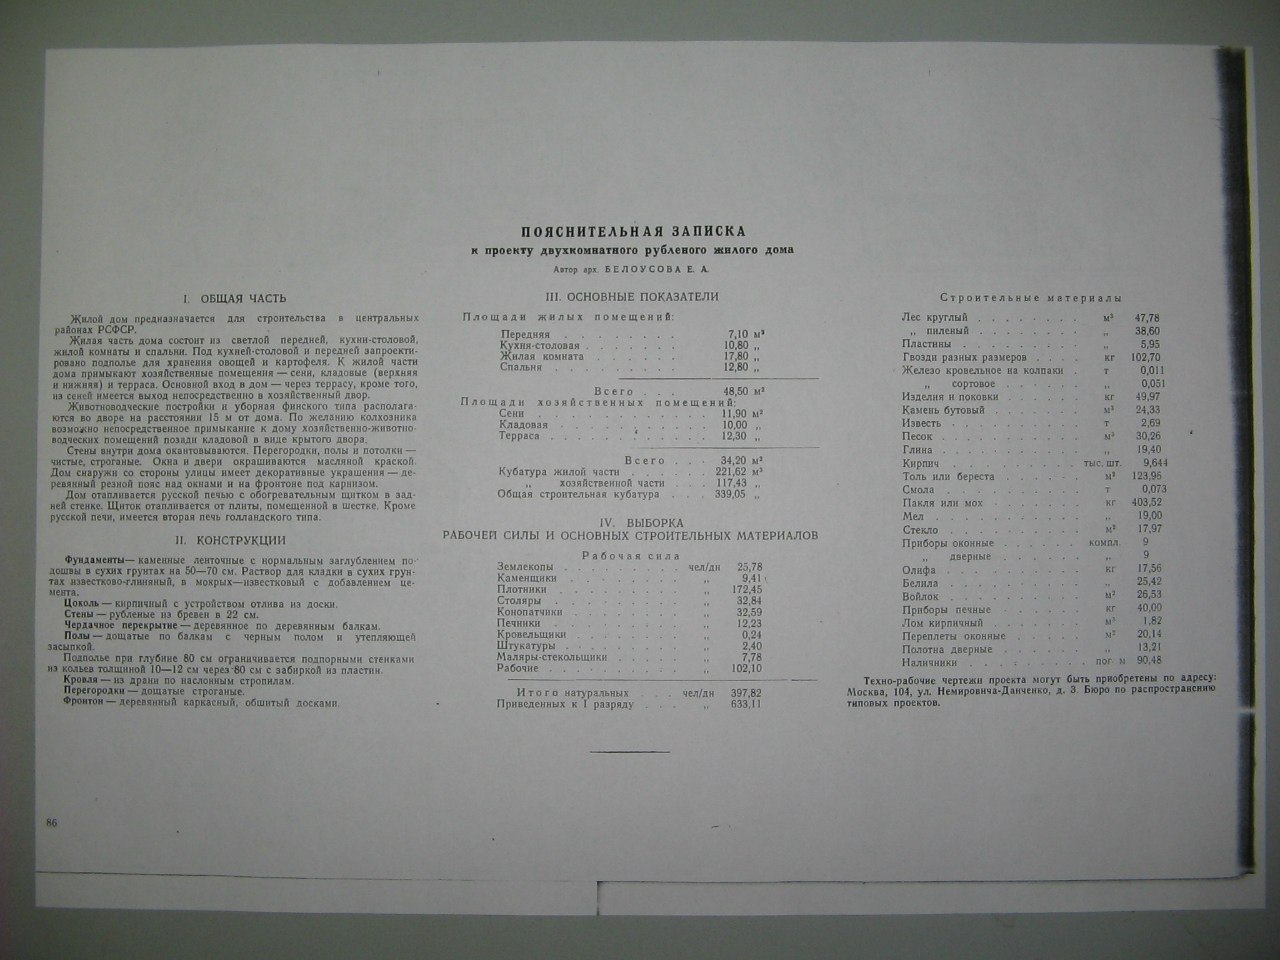 ПОЯСНИТЕЛЬНАЯ ЗАПИСКА
к проекту двухкомнатного рубленого жилого дома
Автор арх. БЕЛОУСОВА Е. А.
I. ОБЩАЯ ЧАСТЬ
Жилой дом предназначается для строительства в центральных
районах РСФСР.
Жилая часть дома состоит из светлой передней, кухни-столовой,
жилой комнаты и спальни. Под кухней-столовой и передней запроекти-
ровано подполье для хранения овощей и картофеля. К жилой части
дома примыкают хозяйственные помещения — сени, кладовые (верхняя
и нижняя) и терраса. Основной вход в дом — через террасу, кроме того,
из сеней имеется выход непосредственно в хозяйственный двор.
Животноводческие постройки и уборная финского типа располага-
ются во дворе на расстоянии 15 м от дома. По желанию колхозника
возможно непосредственное примыкание к дому хозяйственно-животно-
водческих помещений позади кладовой в виде крытого двора.
Стены внутри дома окантовываются. Перегородки, полы и потолки —
чистые, строганые. Окна и двери окрашиваются масляной краской.
Дом снаружи со стороны улицы имеет декоративные украшения — де-
ревянный резной пояс над окнами и на фронтоне под карнизом.
Дом отапливается русской печью с обогревательным щитком в зад-
ней стенке. Щиток отапливается от плиты, помещенной в шестке. Кроме
русской печи, имеется вторая печь голландского типа.
II. КОНСТРУКЦИИ
Фундаменты — каменные ленточные с нормальным заглублением по-
дошвы в сухих грунтах на 50—70 см. Раствор для кладки в сухих грун-
тах известково-глиняный, в мокрых—известковый с добавлением це-
мента.
Цоколь — кирпичный с устройством отлива из доски.
Стены — рубленые из бревен в 22 см.
Чердачное перекрытие — деревянное по деревянным балкам.
Полы — дощатые по балкам с черным полом и утепляющей
засыпкой.
Подполье при глубине 80 см ограничивается подпорными стенками
из кольев толщиной 10—12 см через 80 см с забиркой из пластин.
Кровля — из драни по наслонным стропилам.
Перегородки — дощатые строганые.
Фронтон — деревянный каркасный, обшитый досками.
86
III. ОСНОВНЫЕ ПОКАЗАТЕЛИ
Площади жилых помещений:
Передняя . . . . . . . . 7,10 м²
Кухня-столовая . . . . . . 10,80 „
Жилая комната . . . . . . 17,80 „
Спальня . . . . . . . . 12,80 „
Всего . . . 48,50 м²
Площади хозяйственных помещений:
Сени . . . . . . . . . 11,90 м²
Кладовая . . . . . . . . 10,00 „
Терраса . . . . . . . . 12,30 „
Всего . . . 34,20 м²
Кубатура жилой части . . . . . 221,62 м³
„ хозяйственной части . . . 117,43 „
Общая строительная кубатура . . . 339,05 „
IV. ВЫБОРКА
РАБОЧЕЙ СИЛЫ И ОСНОВНЫХ СТРОИТЕЛЬНЫХ МАТЕРИАЛОВ
Рабочая сила
Землекопы . . . . . . . чел/дн 25,78
Каменщики . . . . . . . „ 9,41
Плотники . . . . . . . „ 172,45
Столяры . . . . . . . „ 32,84
Конопатчики . . . . . . „ 32,59
Печники . . . . . . . „ 12,23
Кровельщики . . . . . . „ 0,24
Штукатуры . . . . . . . „ 2,40
Маляры-стекольщики . . . . . „ 7,78
Рабочие . . . . . . . „ 102,10
Итого натуральных . . . чел/дн 397,82
Приведенных к I разряду . . . „ 633,11
Строительные материалы
Лес круглый . . . . . . . м³ 47,78
„ пиленый . . . . . . . „ 38,60
Пластины . . . . . . . „ 5,95
Гвозди разных размеров . . . . кг 102,70
Железо кровельное на колпаки . т 0,011
„ сортовое . . . . . . „ 0,051
Изделия и поковки . . . . . кг 49,97
Камень бутовый . . . . . . м³ 24,33
Известь . . . . . . . т 2,69
Песок . . . . . . . . м³ 30,26
Глина . . . . . . . . „ 19,40
Кирпич . . . . . . . . тыс. шт. 9,644
Толь или береста . . . . . м² 123,96
Смола . . . . . . . . т 0,073
Пакля или мох . . . . . . кг 403,52
Мел . . . . . . . . . „ 19,00
Стекло . . . . . . . . м² 17,97
Приборы оконные . . . . . компл. 9
„ дверные . . . . . . „ 9
Олифа . . . . . . . . кг 17,56
Белила . . . . . . . . „ 25,42
Войлок . . . . . . . . м² 26,53
Приборы печные . . . . . . кг 40,00
Лом кирпичный . . . . . . м³ 1,82
Переплеты оконные . . . . . м² 20,14
Полотна дверные . . . . . . „ 13,21
Наличники . . . . . . . пог. м 90,48
Техно-рабочие чертежи проекта могут быть приобретены по адресу:
Москва, 104, ул. Немировича-Данченко, д. 3. Бюро по распространению
типовых проектов.